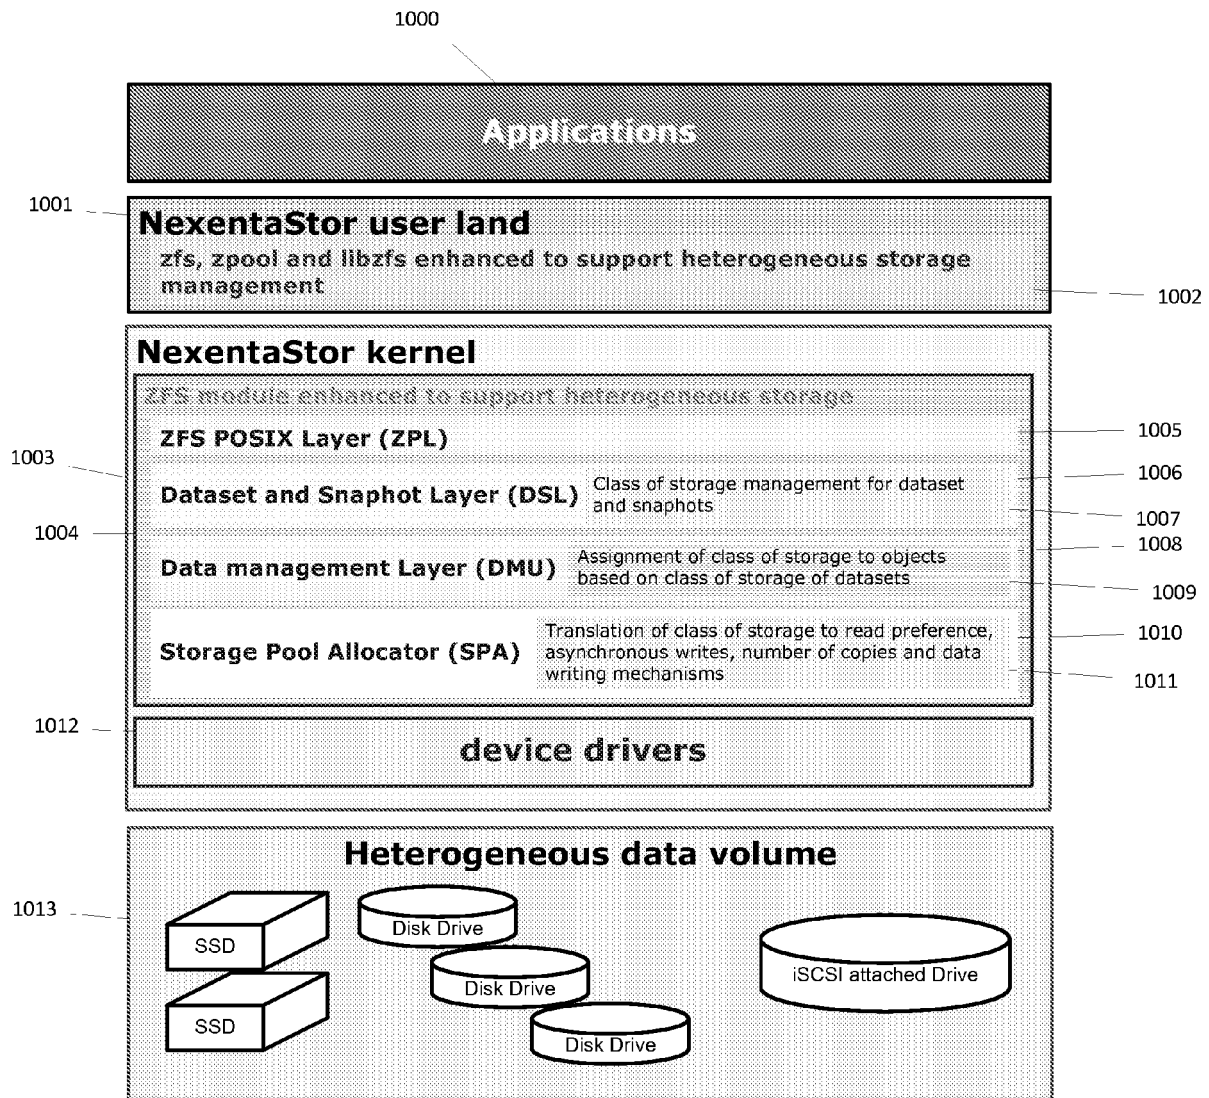 1000
Applications
1001
NexentaStor user land
zfs, zpool and libzfs enhanced to support heterogeneous storage
management
1002
NexentaStor kernel
ZFS module enhanced to support heterogeneous storage
ZFS POSIX Layer (ZPL)
1005
1003
Dataset and Snaphot Layer (DSL)
Class of storage management for dataset
and snaphots
1006
1007
1004
Data management Layer (DMU)
Assignment of class of storage to objects
based on class of storage of datasets
1008
1009
Storage Pool Allocator (SPA)
Translation of class of storage to read preference,
asynchronous writes, number of copies and data
writing mechanisms
1010
1011
1012
device drivers
Heterogeneous data volume
1013
SSD
SSD
Disk Drive
Disk Drive
Disk Drive
iSCSI attached Drive